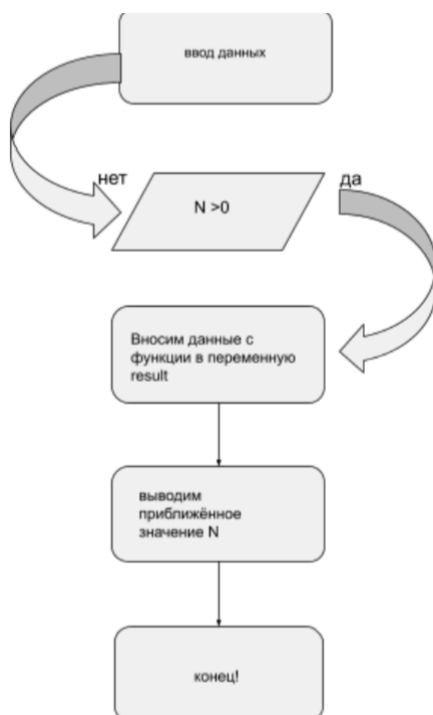 ввод данных
нет
да
N >0
Вносим данные с
функции в переменную
result
выводим
приближённое
значение N
конец!